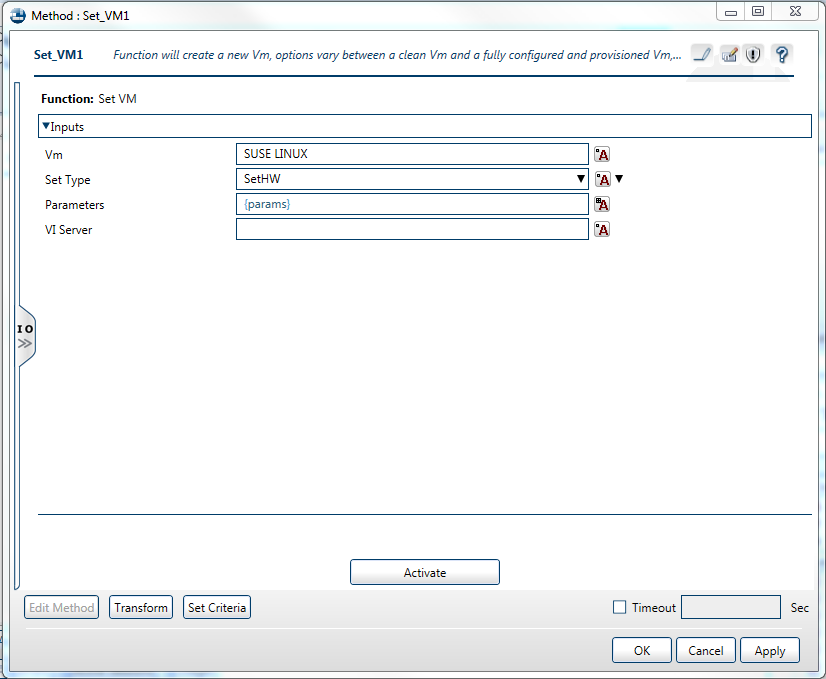 Method : Set_VM1
Set_VM1 Function will create a new Vm, options vary between a clean Vm and a fully configured and provisioned Vm,...
Function: Set VM
Inputs
Vm SUSE LINUX A
Set Type SetHW A
Parameters {params} A
VI Server A
I O
Activate
Edit Method Transform Set Criteria Timeout Sec
OK Cancel Apply